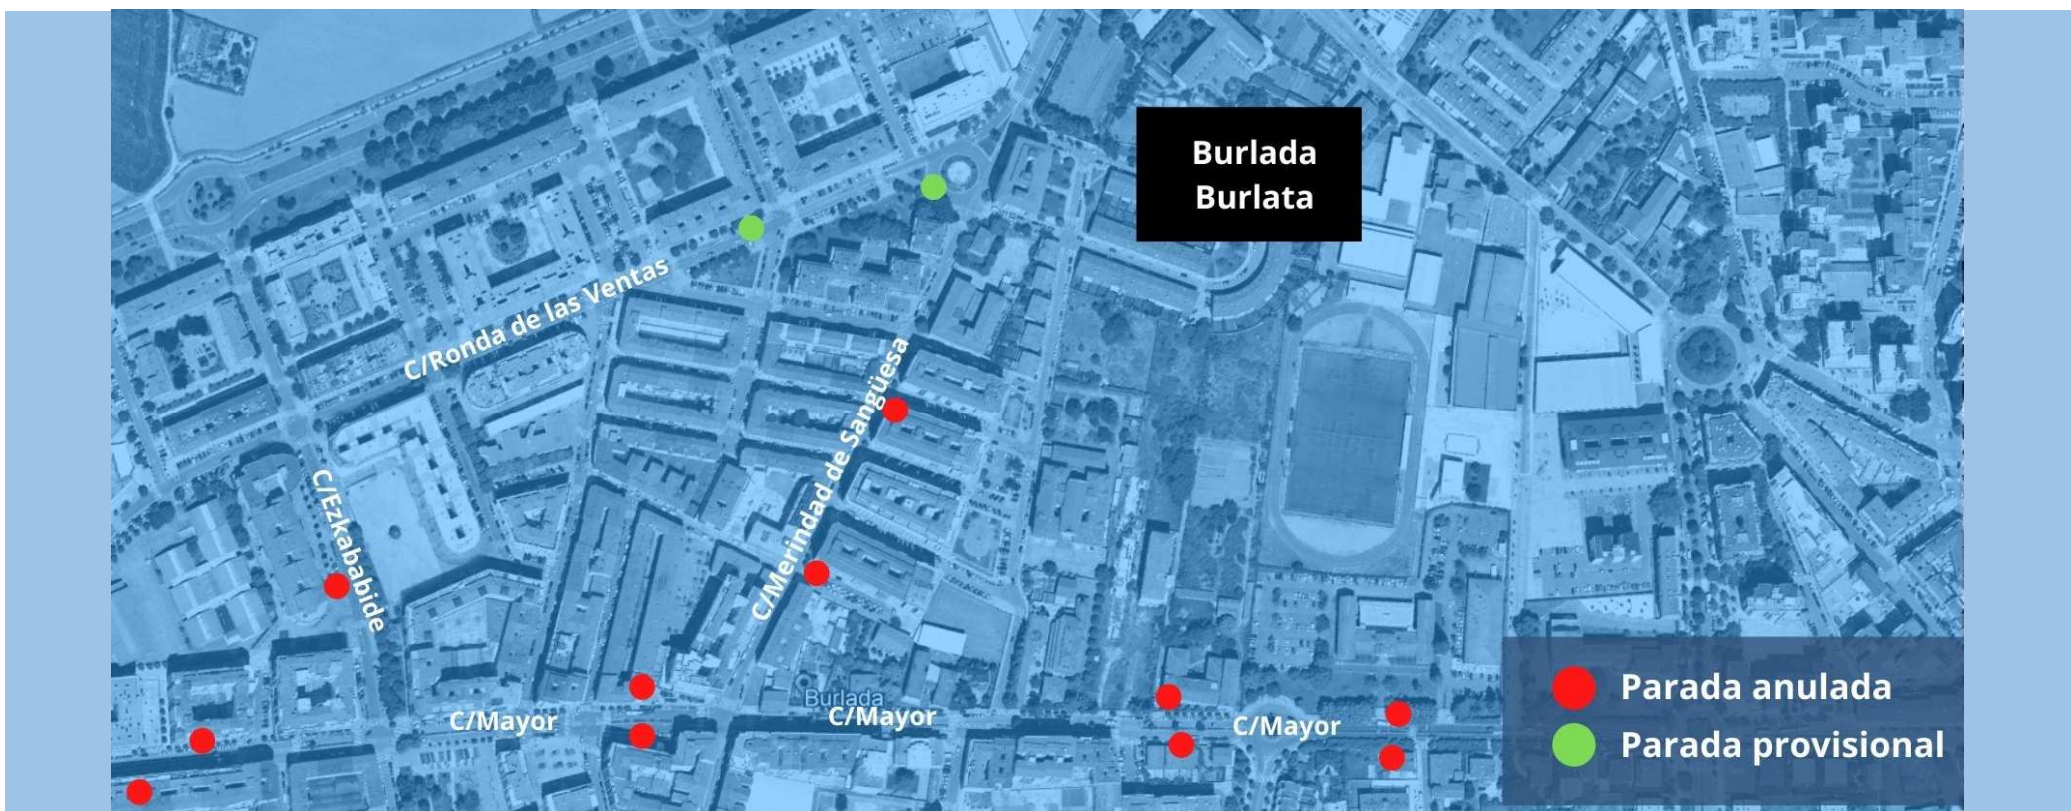 Burlada
Burlata
C/Ronda de las Ventas
C/Merindad de Sangüesa
C/Ezkababide
Burlada
C/Mayor
C/Mayor
C/Mayor
Parada anulada
Parada provisional